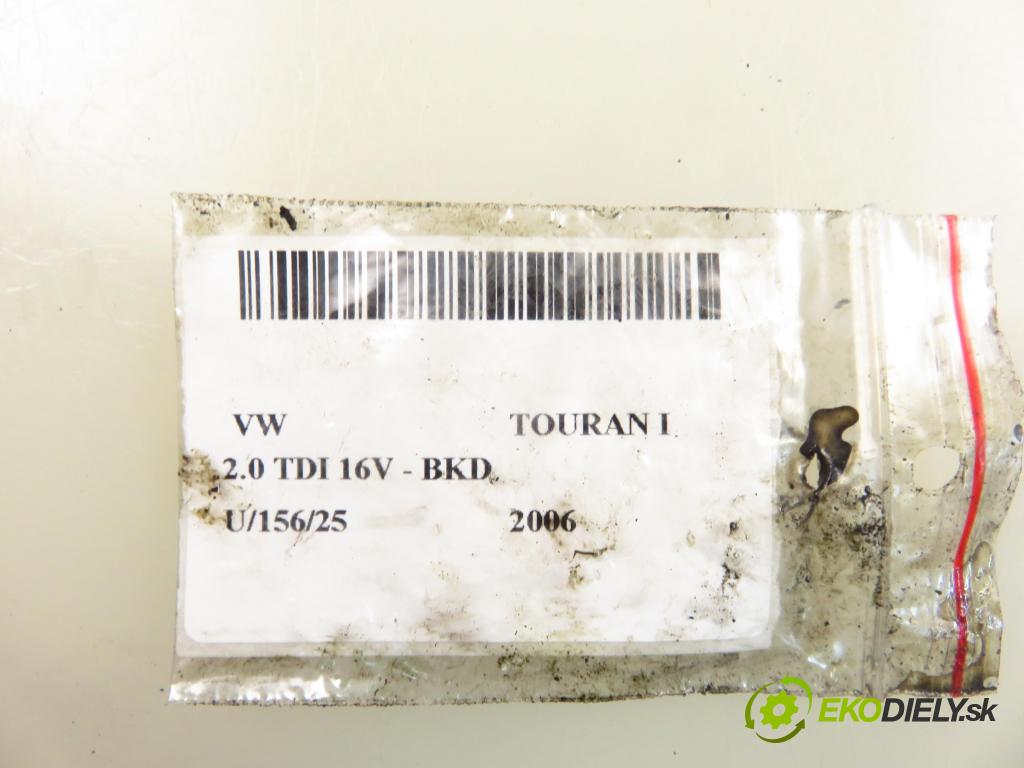 VW TOURAN I
2.0 TDI 16V - BKD
U/156/25 2006
EKODIELY.sk